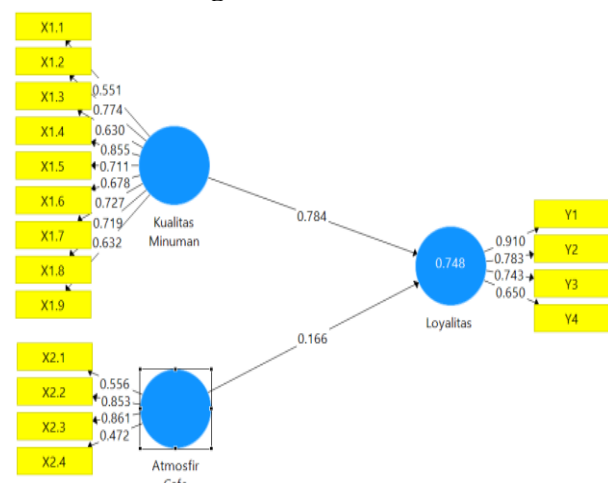 X1.1
X1.2
X1.3
X1.4
X1.5
X1.6
X1.7
X1.8
X1.9
0.551
0.774
0.630
0.855
0.711
0.678
0.727
0.719
0.632
Kualitas
Minuman
0.784
0.748
Loyalitas
0.910
0.783
0.743
0.650
Y1
Y2
Y3
Y4
0.166
X2.1
X2.2
X2.3
X2.4
0.556
0.853
0.861
0.472
Atmosfir